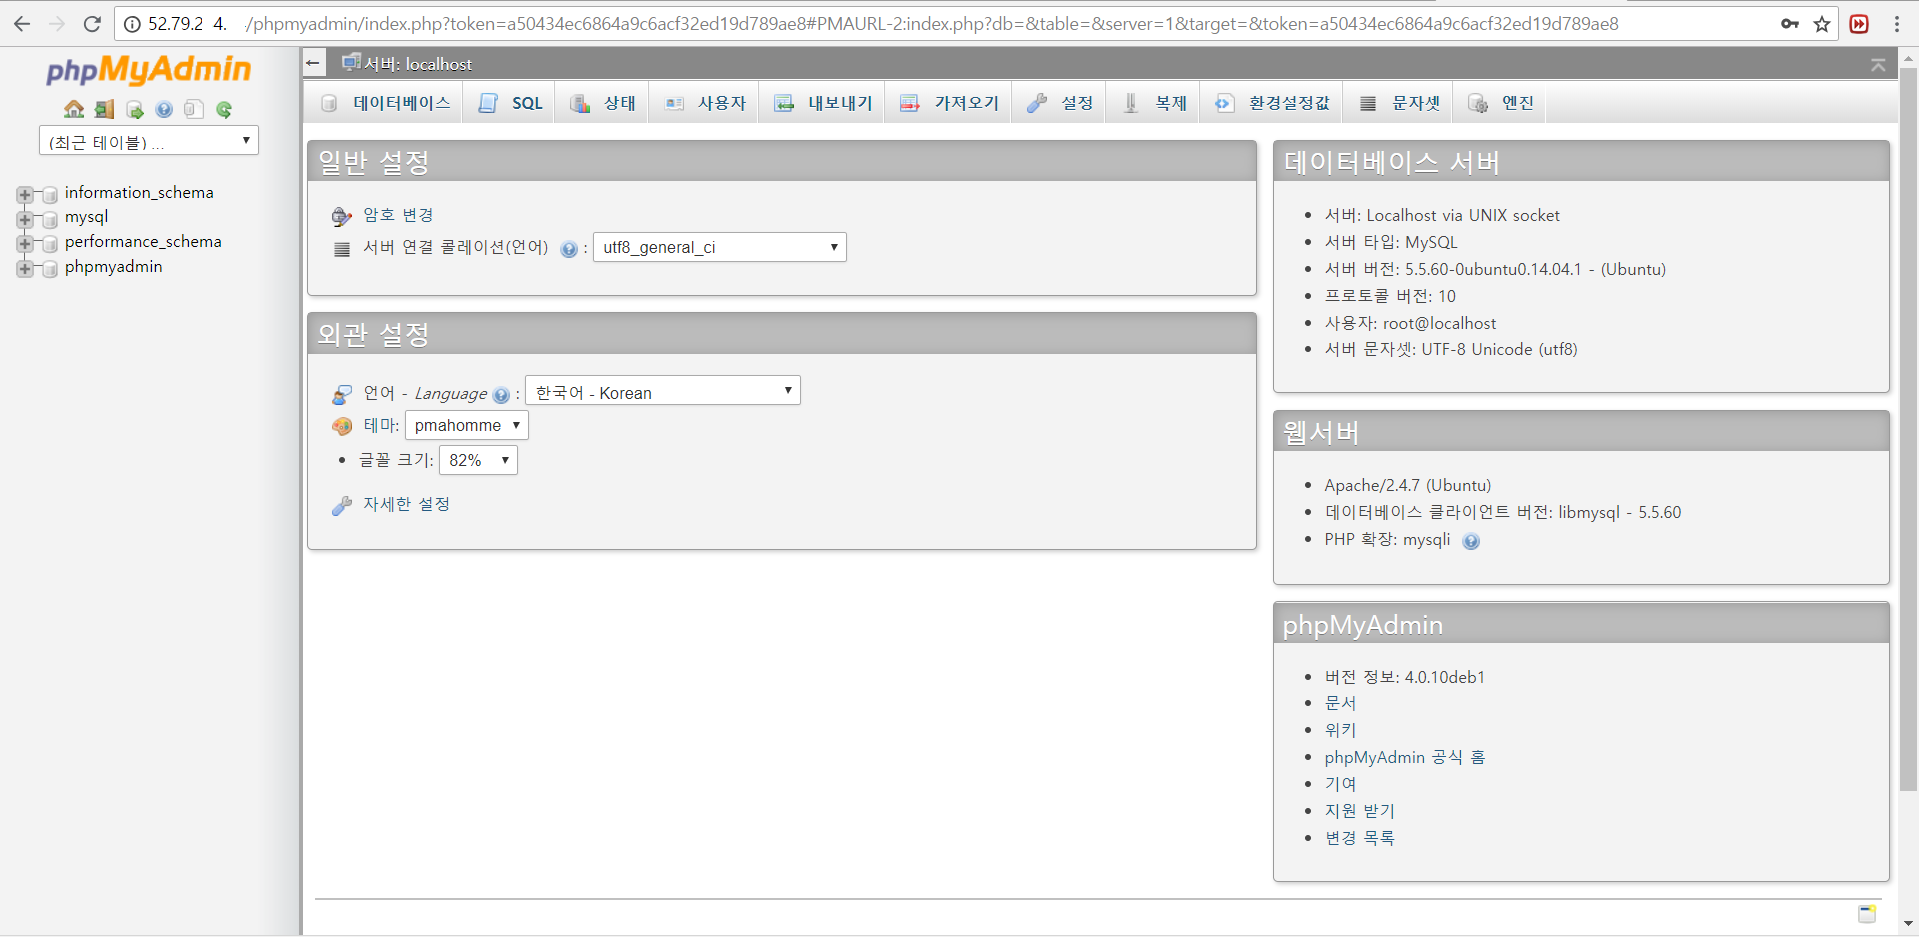 52.79.2 4. /phpmyadmin/index.php?token=a50434ec6864a9c6acf32ed19d789ae8#PMAURL-2:index.php?db=&table=&server=1&target=&token=a50434ec6864a9c6acf32ed19d789ae8
phpMyAdmin
(최근 테이블) ...
information_schema
mysql
performance_schema
phpmyadmin
서버: localhost
데이터베이스 SQL 상태 사용자 내보내기 가져오기 설정 복제 환경설정값 문자셋 엔진
일반 설정
암호 변경
서버 연결 콜레이션(언어) : utf8_general_ci
외관 설정
언어 - Language : 한국어 - Korean
테마: pmahomme
• 글꼴 크기: 82%
자세한 설정
데이터베이스 서버
• 서버: Localhost via UNIX socket
• 서버 타입: MySQL
• 서버 버전: 5.5.60-0ubuntu0.14.04.1 - (Ubuntu)
• 프로토콜 버전: 10
• 사용자: root@localhost
• 서버 문자셋: UTF-8 Unicode (utf8)
웹서버
• Apache/2.4.7 (Ubuntu)
• 데이터베이스 클라이언트 버전: libmysql - 5.5.60
• PHP 확장: mysqli
phpMyAdmin
• 버전 정보: 4.0.10deb1
• 문서
• 위키
• phpMyAdmin 공식 홈
• 기여
• 지원 받기
• 변경 목록